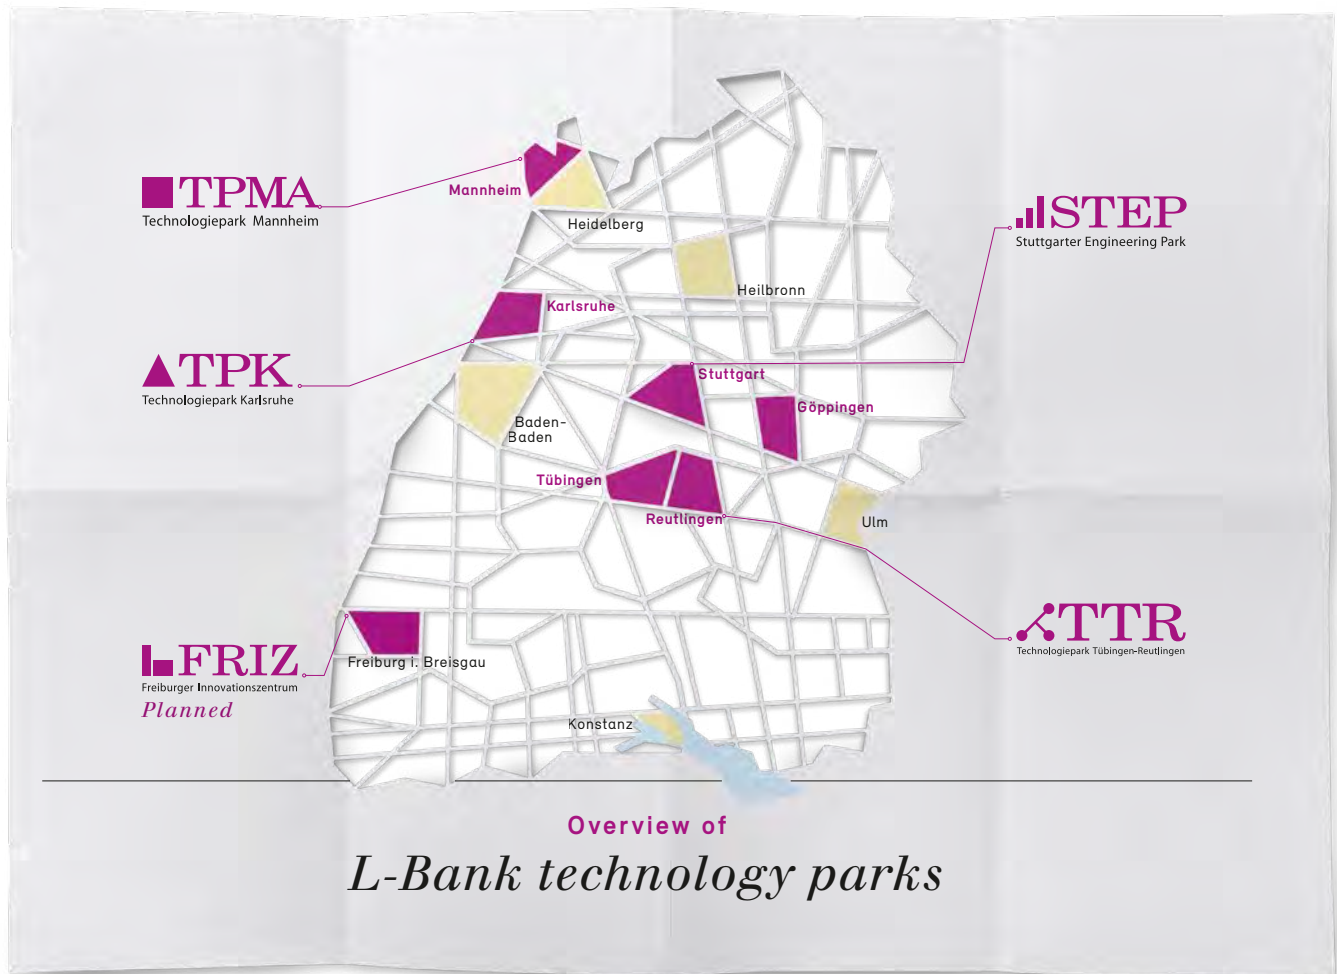 TPMA
Technologiepark Mannheim
TPK
Technologiepark Karlsruhe
FRIZ
Freiburger Innovationszentrum
Planned
Mannheim
Heidelberg
Heilbronn
Karlsruhe
Stuttgart
Göppingen
Baden-
Baden
Tübingen
Reutlingen
Ulm
Freiburg i. Breisgau
Konstanz
STEP
Stuttgarter Engineering Park
TTR
Technologiepark Tübingen-Reutlingen
Overview of
L-Bank technology parks